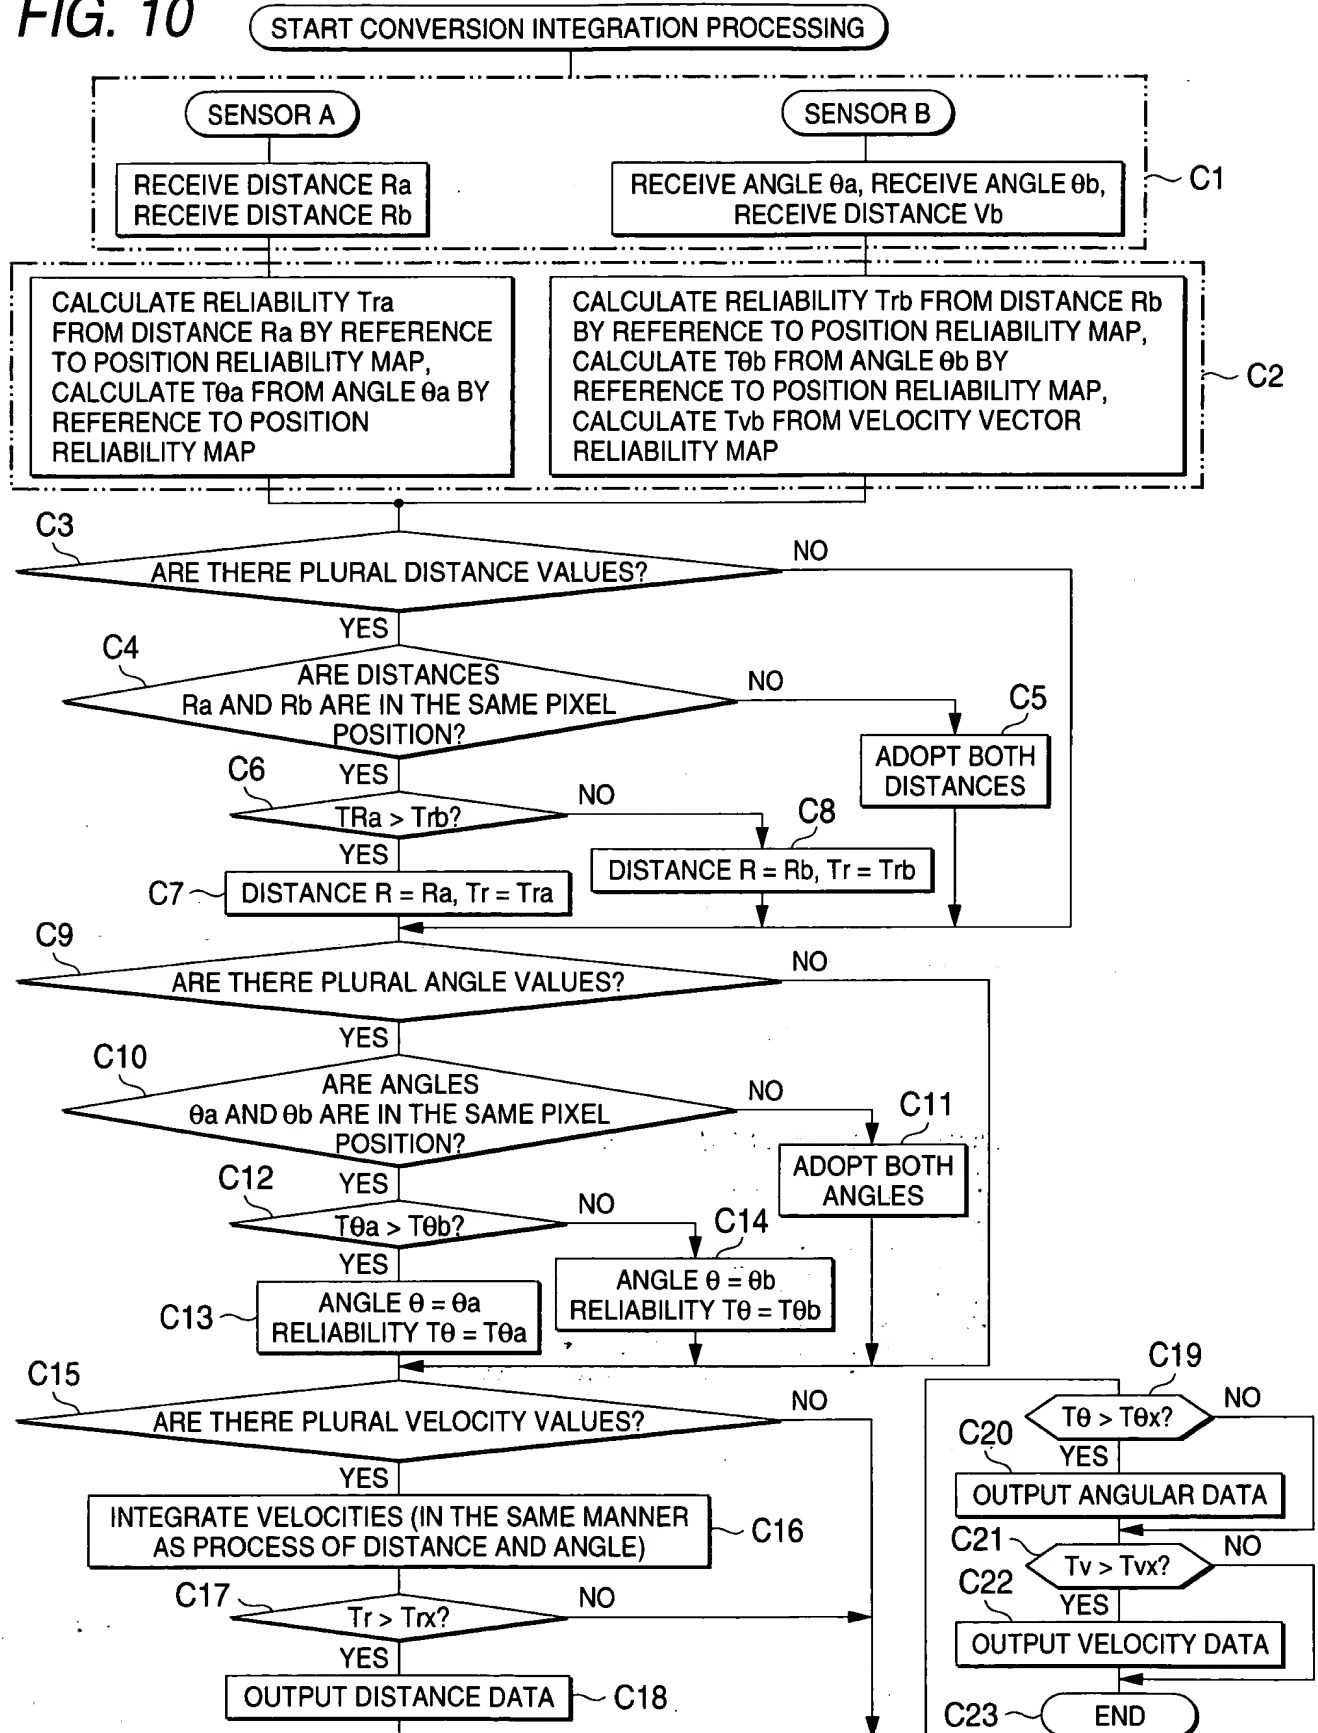 FIG. 10
START CONVERSION INTEGRATION PROCESSING
SENSOR A
RECEIVE DISTANCE Ra
RECEIVE DISTANCE Rb
SENSOR B
RECEIVE ANGLE θa, RECEIVE ANGLE θb,
RECEIVE DISTANCE Vb
C1
CALCULATE RELIABILITY Tra
FROM DISTANCE Ra BY REFERENCE
TO POSITION RELIABILITY MAP,
CALCULATE Tθa FROM ANGLE θa BY
REFERENCE TO POSITION
RELIABILITY MAP
CALCULATE RELIABILITY Trb FROM DISTANCE Rb
BY REFERENCE TO POSITION RELIABILITY MAP,
CALCULATE Tθb FROM ANGLE θb BY
REFERENCE TO POSITION RELIABILITY MAP,
CALCULATE Tvb FROM VELOCITY VECTOR
RELIABILITY MAP
C2
C3
ARE THERE PLURAL DISTANCE VALUES?
NO
YES
C4
ARE DISTANCES
Ra AND Rb ARE IN THE SAME PIXEL
POSITION?
NO
C5
ADOPT BOTH
DISTANCES
YES
C6
TRa > Trb?
NO
C8
DISTANCE R = Rb, Tr = Trb
YES
C7
DISTANCE R = Ra, Tr = Tra
C9
ARE THERE PLURAL ANGLE VALUES?
NO
YES
C10
ARE ANGLES
θa AND θb ARE IN THE SAME PIXEL
POSITION?
NO
C11
ADOPT BOTH
ANGLES
YES
C12
Tθa > Tθb?
NO
C14
ANGLE θ = θb
RELIABILITY Tθ = Tθb
YES
C13
ANGLE θ = θa
RELIABILITY Tθ = Tθa
C15
ARE THERE PLURAL VELOCITY VALUES?
NO
YES
INTEGRATE VELOCITIES (IN THE SAME MANNER
AS PROCESS OF DISTANCE AND ANGLE)
C16
C17
Tr > Trx?
NO
YES
OUTPUT DISTANCE DATA
C18
C19
Tθ > Tθx?
NO
C20
YES
OUTPUT ANGULAR DATA
C21
Tv > Tvx?
NO
C22
YES
OUTPUT VELOCITY DATA
C23
END